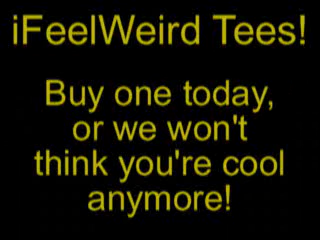 iFeelWeird Tees!
Buy one today,
or we won't
think you're cool
anymore!